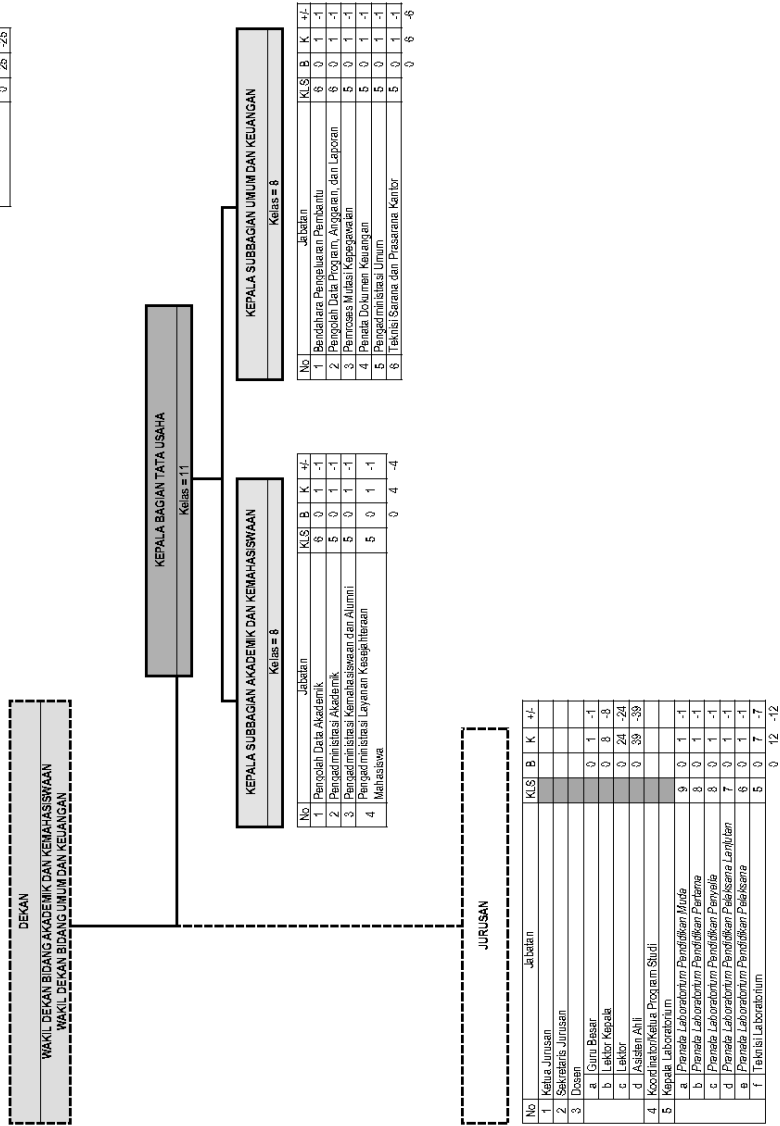 0 25 -25
DEKAN
WAKIL DEKAN BIDANG AKADEMIK DAN KEMAHASISWAAN
WAKIL DEKAN BIDANG UMUM DAN KEUANGAN
KEPALA BAGIAN TATA USAHA
Kelas = 11
KEPALA SUBBAGIAN AKADEMIK DAN KEMAHASISWAAN
Kelas = 8
No Jabatan KLS B K +/-
1 Pengolah Data Akademik 6 0 1 -1
2 Pengadministrasi Akademik 5 0 1 -1
3 Pengadministrasi Kemahasiswaan dan Alumni 5 0 1 -1
4 Pengadministrasi Layanan Kesejahteraan
Mahasiswa 5 0 1 -1
0 4 -4
KEPALA SUBBAGIAN UMUM DAN KEUANGAN
Kelas = 8
No Jabatan KLS B K +/-
1 Bendahara Pengeluaran Pembantu 6 0 1 -1
2 Pengolah Data Program, Anggaran, dan Laporan 6 0 1 -1
3 Pemroses Mutasi Kepegawaian 5 0 1 -1
4 Penata Dokumen Keuangan 5 0 1 -1
5 Pengadministrasi Umum 5 0 1 -1
6 Teknisi Sarana dan Prasarana Kantor 5 0 1 -1
0 6 -6
JURUSAN
No Jabatan KLS B K +/-
1 Ketua Jurusan
2 Sekretaris Jurusan
3 Dosen
a Guru Besar 0 1 -1
b Lektor Kepala 0 8 -8
c Lektor 0 24 -24
d Asisten Ahli 0 39 -39
4 Koordinator/Ketua Program Studi
5 Kepala Laboratorium
a Pranata Laboratorium Pendidikan Muda 9 0 1 -1
b Pranata Laboratorium Pendidikan Pertama 8 0 1 -1
c Pranata Laboratorium Pendidikan Penyelia 8 0 1 -1
d Pranata Laboratorium Pendidikan Pelaksana Lanjutan 7 0 1 -1
e Pranata Laboratorium Pendidikan Pelaksana 6 0 1 -1
f Teknisi Laboratorium 5 0 7 -7
0 12 -12